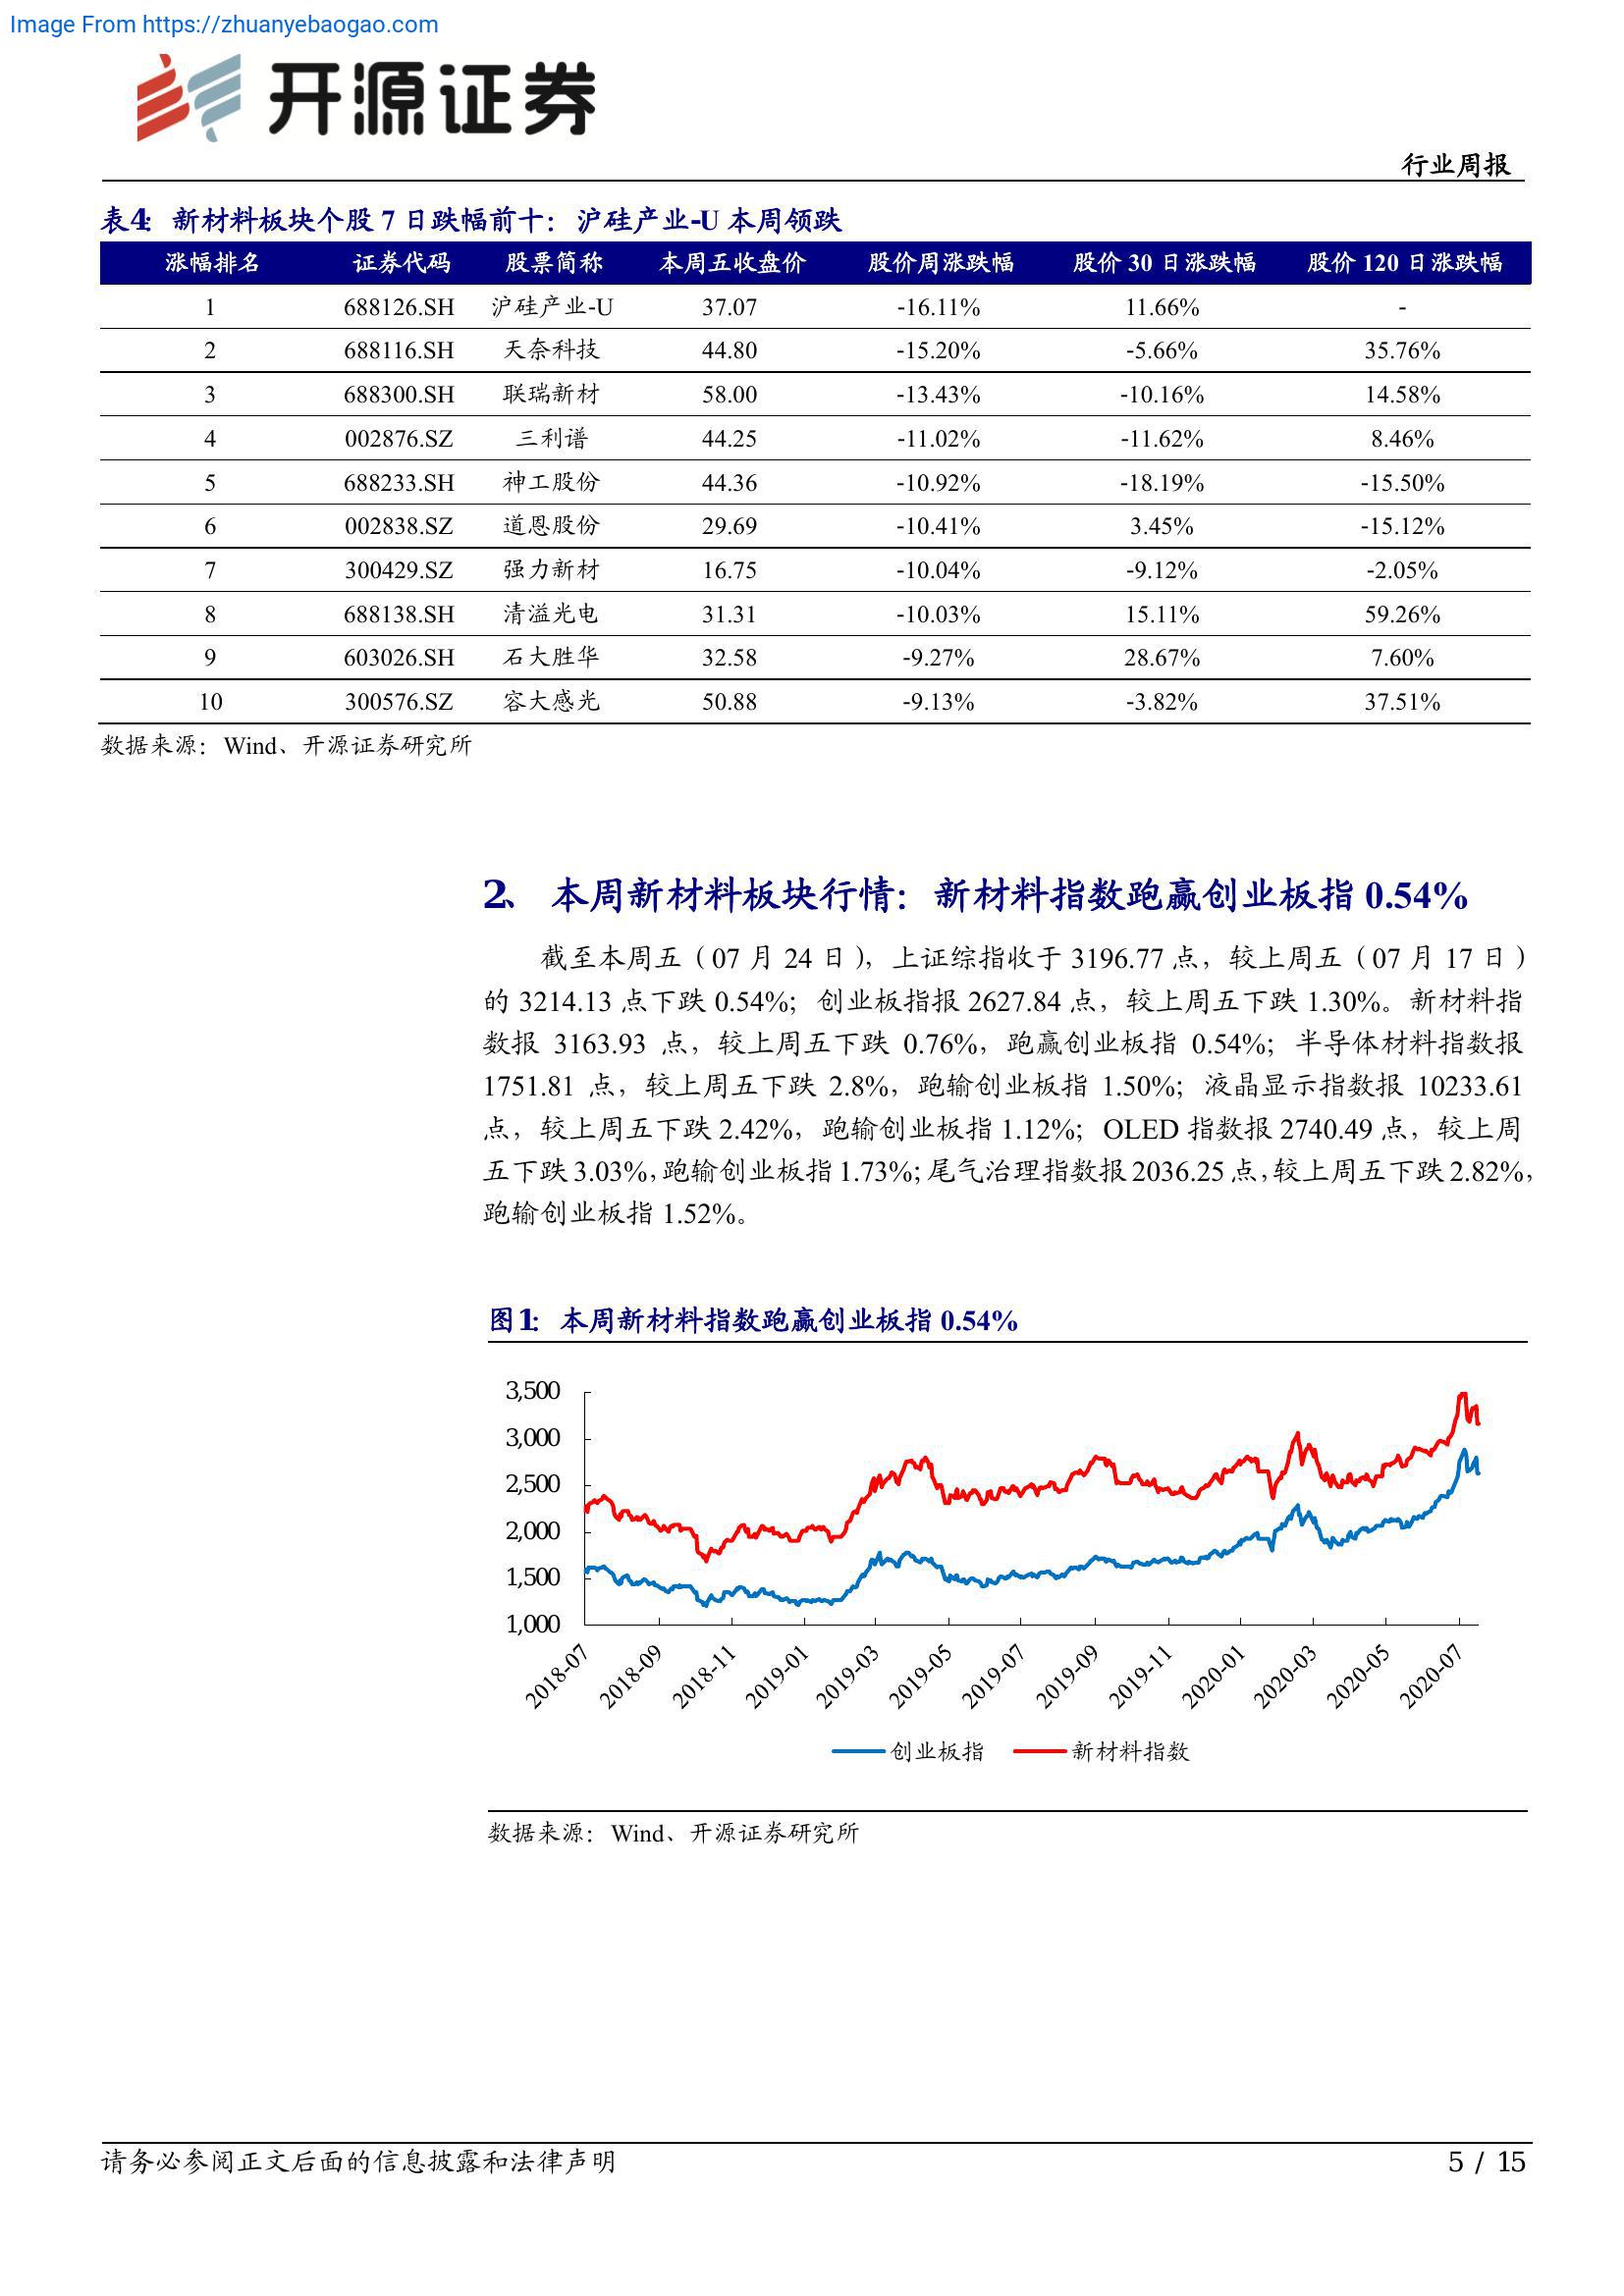 Image From https://zhuanyebaogao.com
开源证券
行业周报
表4： 新材料板块个股 7 日跌幅前十：沪硅产业-U 本周领跌
涨幅排名 证券代码 股票简称 本周五收盘价 股价周涨跌幅 股价 30 日涨跌幅 股价 120 日涨跌幅
1 688126.SH 沪硅产业-U 37.07 -16.11% 11.66% -
2 688116.SH 天奈科技 44.80 -15.20% -5.66% 35.76%
3 688300.SH 联瑞新材 58.00 -13.43% -10.16% 14.58%
4 002876.SZ 三利谱 44.25 -11.02% -11.62% 8.46%
5 688233.SH 神工股份 44.36 -10.92% -18.19% -15.50%
6 002838.SZ 道恩股份 29.69 -10.41% 3.45% -15.12%
7 300429.SZ 强力新材 16.75 -10.04% -9.12% -2.05%
8 688138.SH 清溢光电 31.31 -10.03% 15.11% 59.26%
9 603026.SH 石大胜华 32.58 -9.27% 28.67% 7.60%
10 300576.SZ 容大感光 50.88 -9.13% -3.82% 37.51%
数据来源：Wind、开源证券研究所
2、 本周新材料板块行情：新材料指数跑赢创业板指 0.54%
截至本周五（07 月 24 日），上证综指收于 3196.77 点，较上周五（07 月 17 日）
的 3214.13 点下跌 0.54%；创业板指报 2627.84 点，较上周五下跌 1.30%。新材料指
数报 3163.93 点，较上周五下跌 0.76%，跑赢创业板指 0.54%；半导体材料指数报
1751.81 点，较上周五下跌 2.8%，跑输创业板指 1.50%；液晶显示指数报 10233.61
点，较上周五下跌 2.42%，跑输创业板指 1.12%；OLED 指数报 2740.49 点，较上周
五下跌 3.03%，跑输创业板指 1.73%；尾气治理指数报 2036.25 点，较上周五下跌 2.82%，
跑输创业板指 1.52%。
图1： 本周新材料指数跑赢创业板指 0.54%
3,500
3,000
2,500
2,000
1,500
1,000
2018-07 2018-09 2018-11 2019-01 2019-03 2019-05 2019-07 2019-09 2019-11 2020-01 2020-03 2020-05 2020-07
创业板指 新材料指数
数据来源：Wind、开源证券研究所
请务必参阅正文后面的信息披露和法律声明 5 / 15